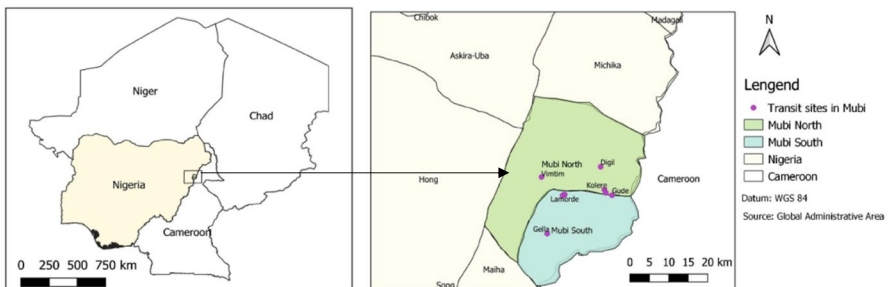 Niger
Chad
Nigeria
Cameroon
0 250 500 750 km
Chibok
Madagali
Askira-Uba
Michika
Hong
Mubi North
Vimtim
Digil
Kolere
Gude
Lamorde
Gella
Mubi South
Cameroon
Maiha
Song
0 5 10 15 20 km
N
Lengend
Transit sites in Mubi
Mubi North
Mubi South
Nigeria
Cameroon
Datum: WGS 84
Source: Global Administrative Area